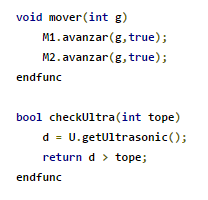 void mover(int g)
    M1.avanzar(g,true);
    M2.avanzar(g,true);
endfunc

bool checkUltra(int tope)
    d = U.getUltrasonic();
    return d > tope;
endfunc